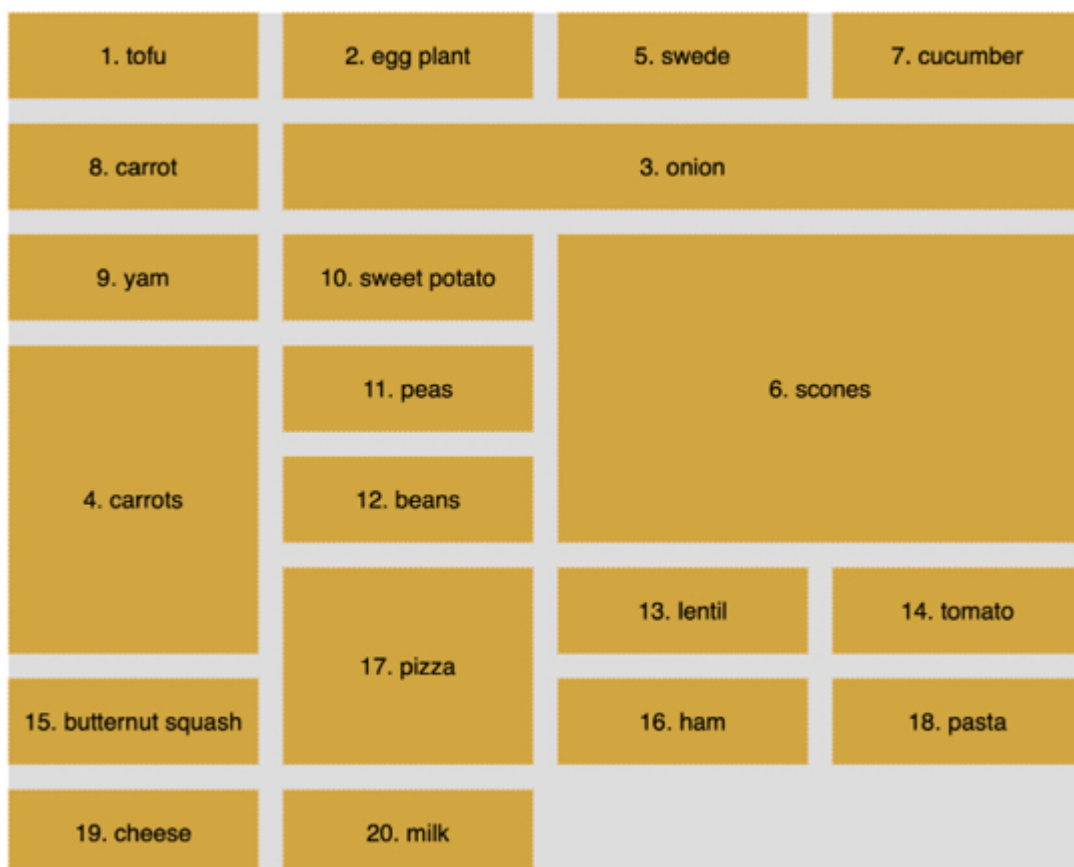 1. tofu
2. egg plant
5. swede
7. cucumber
8. carrot
3. onion
9. yam
10. sweet potato
6. scones
4. carrots
11. peas
12. beans
17. pizza
13. lentil
14. tomato
15. butternut squash
16. ham
18. pasta
19. cheese
20. milk